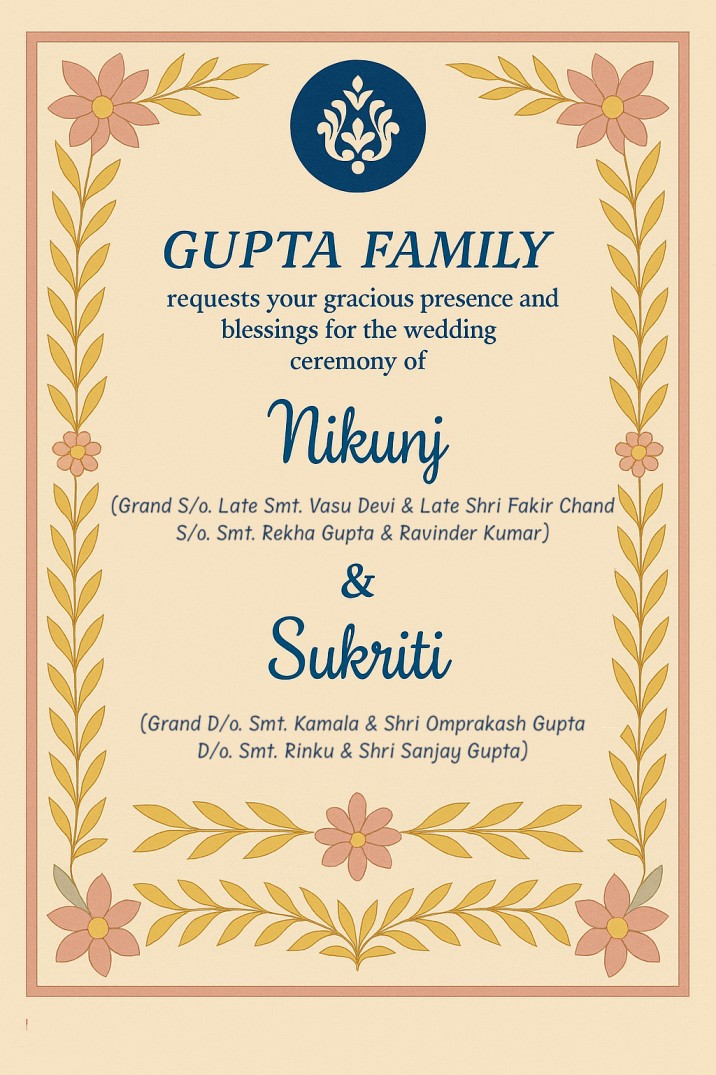 GUPTA FAMILY
requests your gracious presence and
blessings for the wedding
ceremony of
Nikunj
(Grand S/o. Late Smt. Vasu Devi & Late Shri Fakir Chand
S/o. Smt. Rekha Gupta & Ravinder Kumar)
&
Sukriti
(Grand D/o. Smt. Kamala & Shri Omprakash Gupta
D/o. Smt. Rinku & Shri Sanjay Gupta)